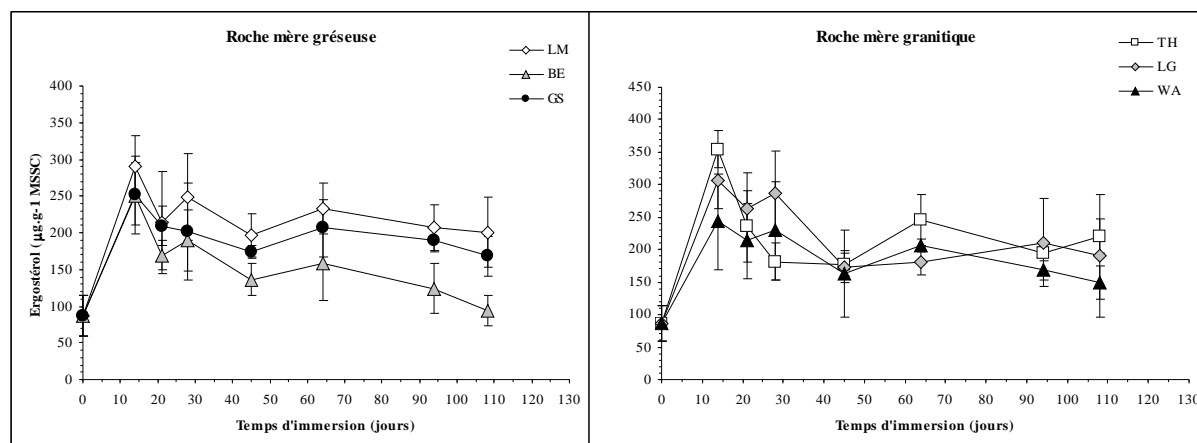 Roche mère gréseuse
LM
BE
GS
Ergostérol (µg.g-1 MSSC)
400
350
300
250
200
150
100
50
0
0 10 20 30 40 50 60 70 80 90 100 110 120 130
Temps d'immersion (jours)
Roche mère granitique
TH
LG
WA
450
400
350
300
250
200
150
100
50
0
0 10 20 30 40 50 60 70 80 90 100 110 120 130
Temps d'immersion (jours)